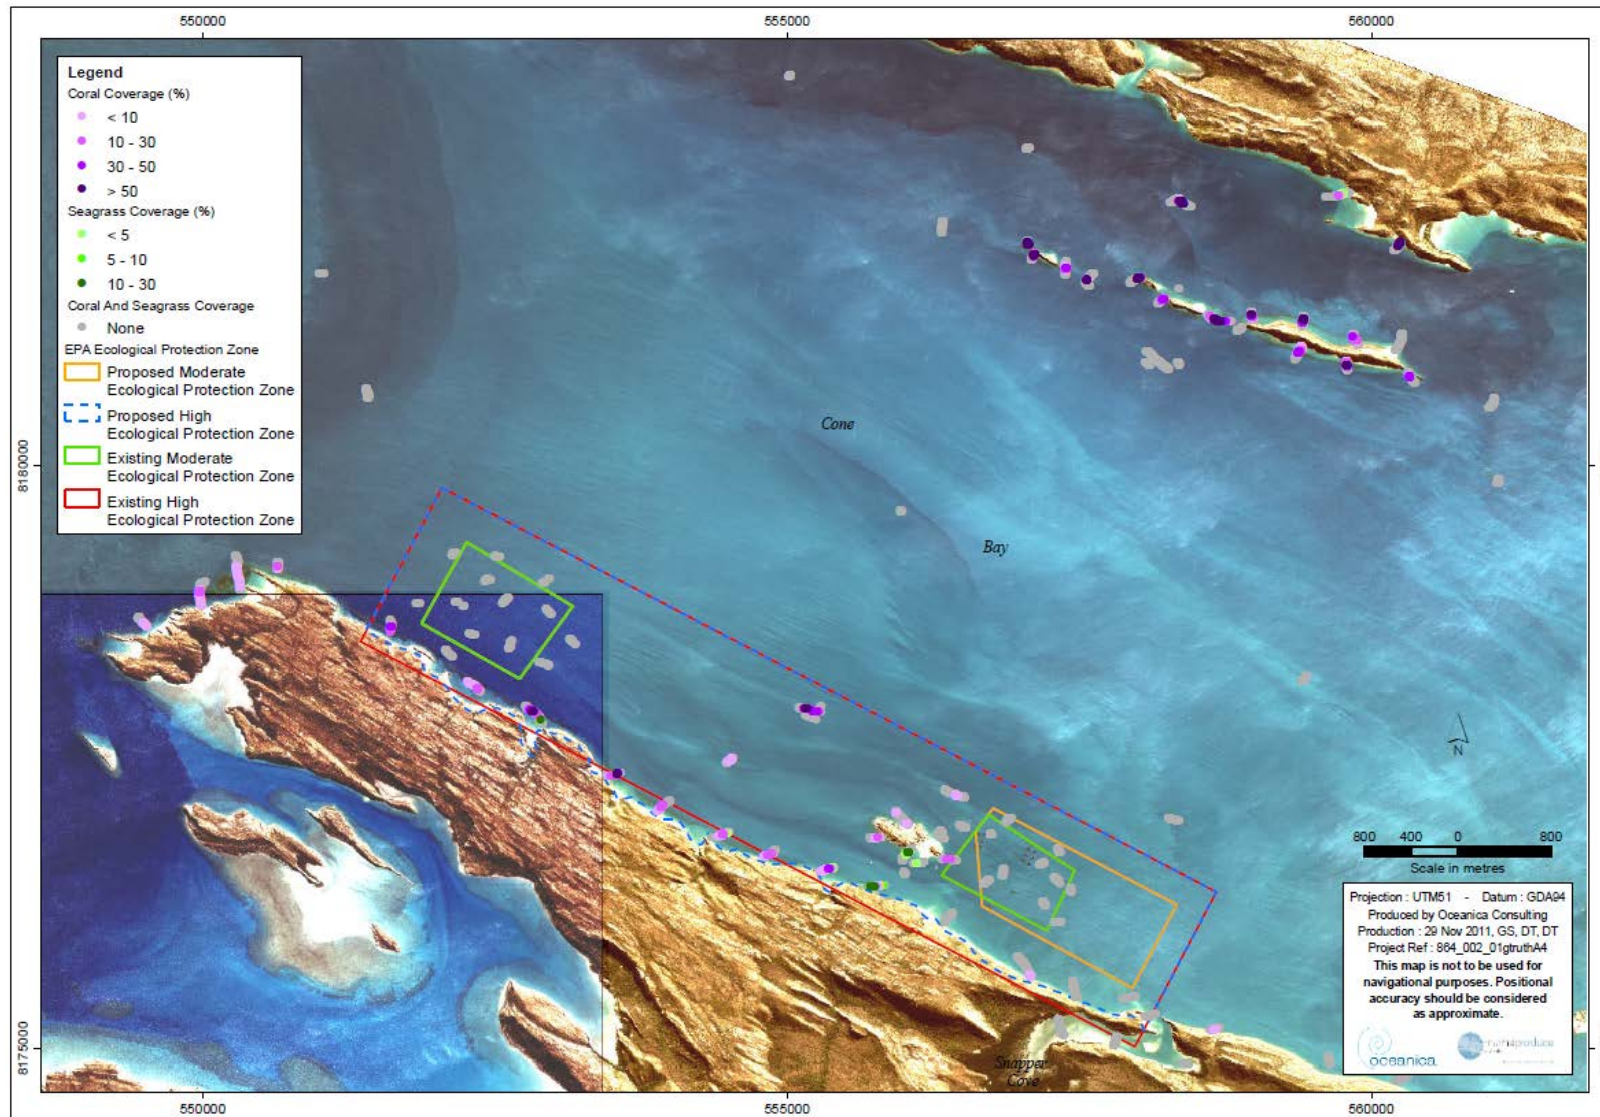 550000
555000
560000
Legend
Coral Coverage (%)
< 10
10 - 30
30 - 50
> 50
Seagrass Coverage (%)
< 5
5 - 10
10 - 30
Coral And Seagrass Coverage
None
EPA Ecological Protection Zone
Proposed Moderate
Ecological Protection Zone
Proposed High
Ecological Protection Zone
Existing Moderate
Ecological Protection Zone
Existing High
Ecological Protection Zone
Cone
8180000
Bay
N
800 400 0 800
Scale in metres
Projection : UTM51 - Datum : GDA94
Produced by Oceanica Consulting
Production : 29 Nov 2011, GS, DT, DT
Project Ref : 864_002_01gtruthA4
This map is not to be used for
navigational purposes. Positional
accuracy should be considered
as approximate.
oceanica
8175000
Snapper
Cove
550000
555000
560000